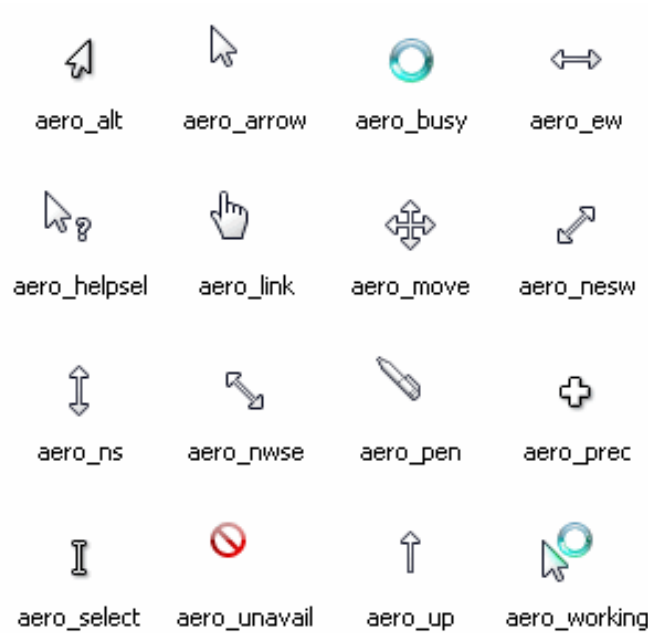 aero_alt aero_arrow aero_busy aero_ew
aero_helpsel aero_link aero_move aero_nesw
aero_ns aero_nwse aero_pen aero_prec
aero_select aero_unavail aero_up aero_working